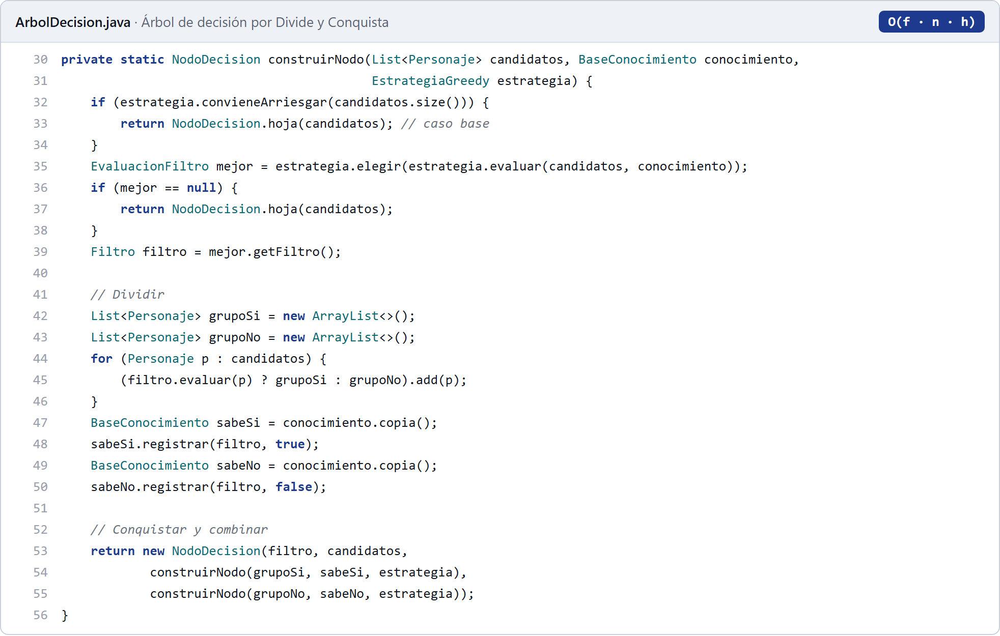 ArbolDecision.java · Árbol de decisión por Divide y Conquista
O(f · n · h)
30 private static NodoDecision construirNodo(List<Personaje> candidatos, BaseConocimiento conocimiento,
31                                           EstrategiaGreedy estrategia) {
32     if (estrategia.convieneArriesgar(candidatos.size())) {
33         return NodoDecision.hoja(candidatos); // caso base
34     }
35     EvaluacionFiltro mejor = estrategia.elegir(estrategia.evaluar(candidatos, conocimiento));
36     if (mejor == null) {
37         return NodoDecision.hoja(candidatos);
38     }
39     Filtro filtro = mejor.getFiltro();
40
41     // Dividir
42     List<Personaje> grupoSi = new ArrayList<>();
43     List<Personaje> grupoNo = new ArrayList<>();
44     for (Personaje p : candidatos) {
45         (filtro.evaluar(p) ? grupoSi : grupoNo).add(p);
46     }
47     BaseConocimiento sabeSi = conocimiento.copia();
48     sabeSi.registrar(filtro, true);
49     BaseConocimiento sabeNo = conocimiento.copia();
50     sabeNo.registrar(filtro, false);
51
52     // Conquistar y combinar
53     return new NodoDecision(filtro, candidatos,
54             construirNodo(grupoSi, sabeSi, estrategia),
55             construirNodo(grupoNo, sabeNo, estrategia));
56 }